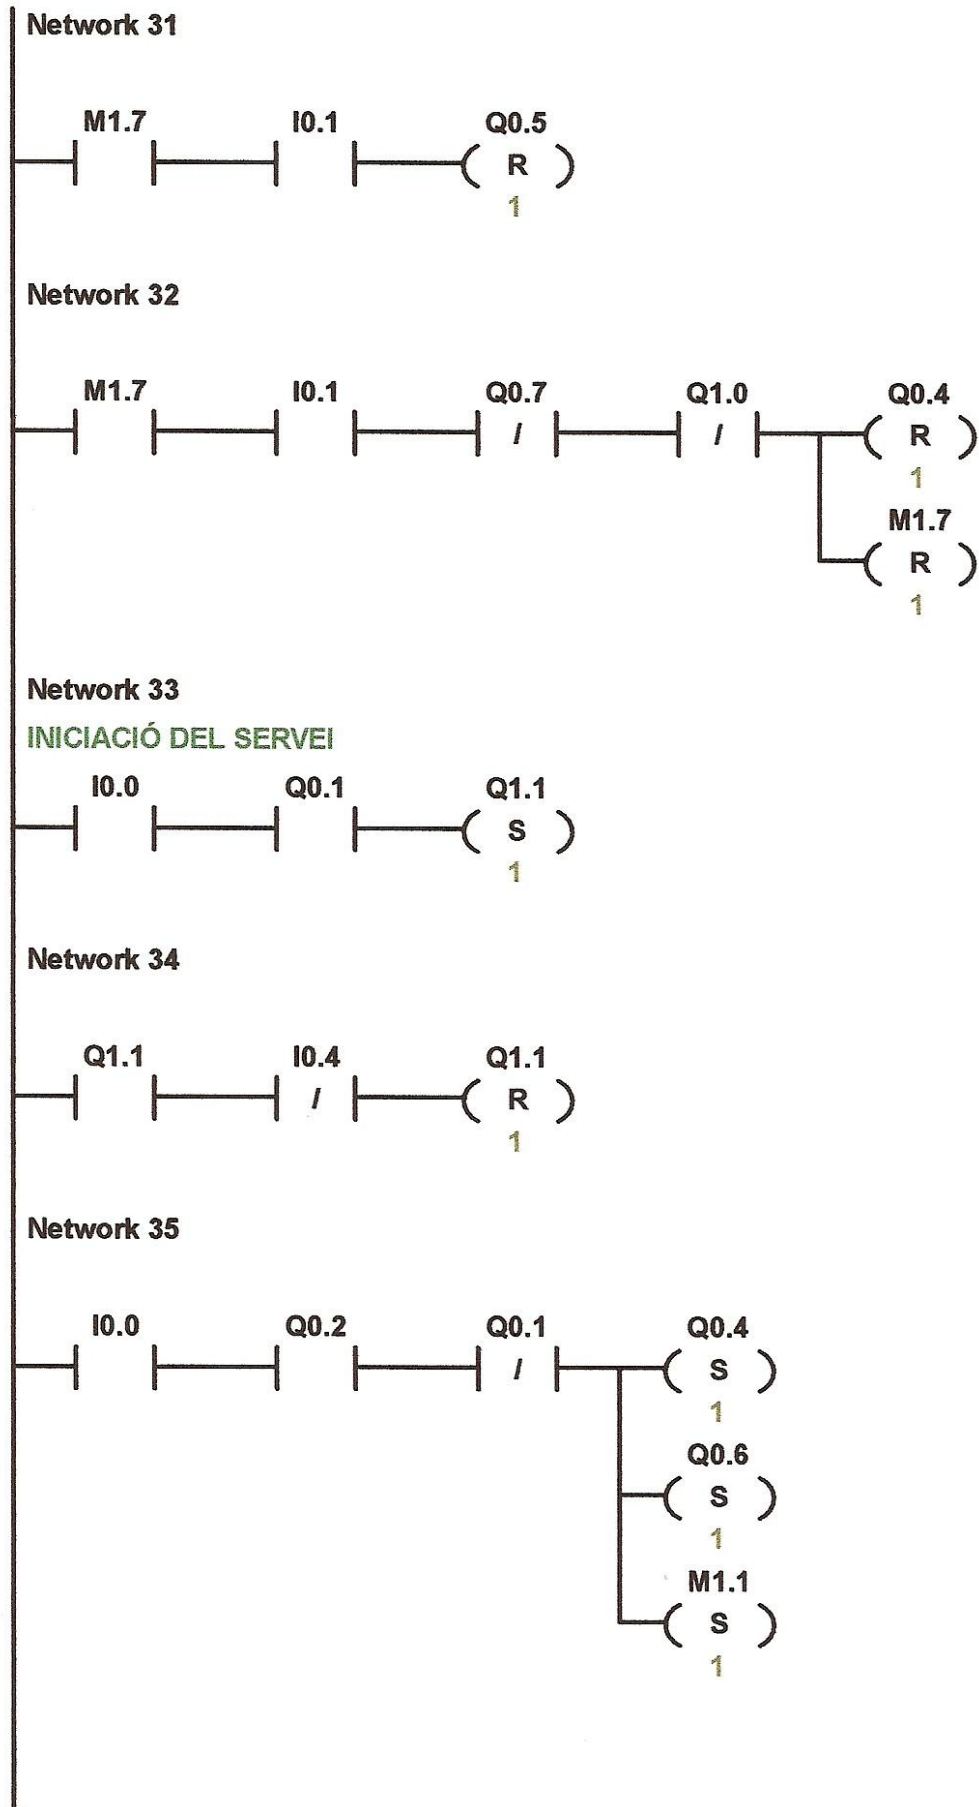 Network 31
M1.7 I0.1 Q0.5
R
1
Network 32
M1.7 I0.1 Q0.7 Q1.0 Q0.4
/ / R
1
M1.7
R
1
Network 33
INICIACIÓ DEL SERVEI
I0.0 Q0.1 Q1.1
S
1
Network 34
Q1.1 I0.4 Q1.1
/ R
1
Network 35
I0.0 Q0.2 Q0.1 Q0.4
/ S
1
Q0.6
S
1
M1.1
S
1